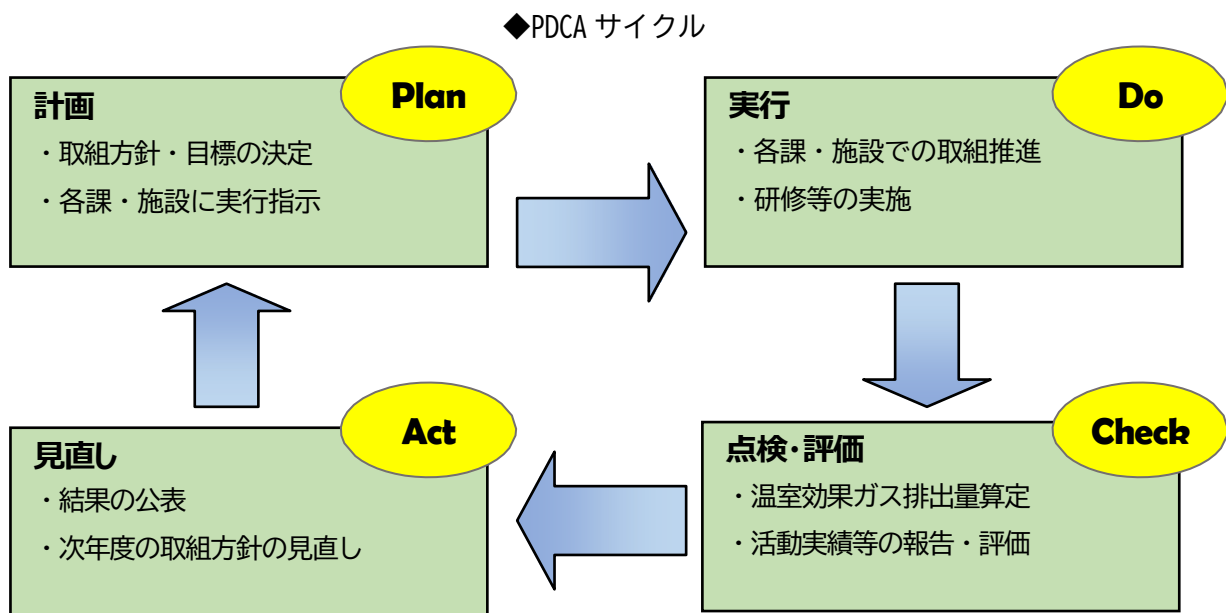 ◆PDCA サイクル
Plan
計画
・取組方針・目標の決定
・各課・施設に実行指示
Do
実行
・各課・施設での取組推進
・研修等の実施
Check
点検・評価
・温室効果ガス排出量算定
・活動実績等の報告・評価
Act
見直し
・結果の公表
・次年度の取組方針の見直し